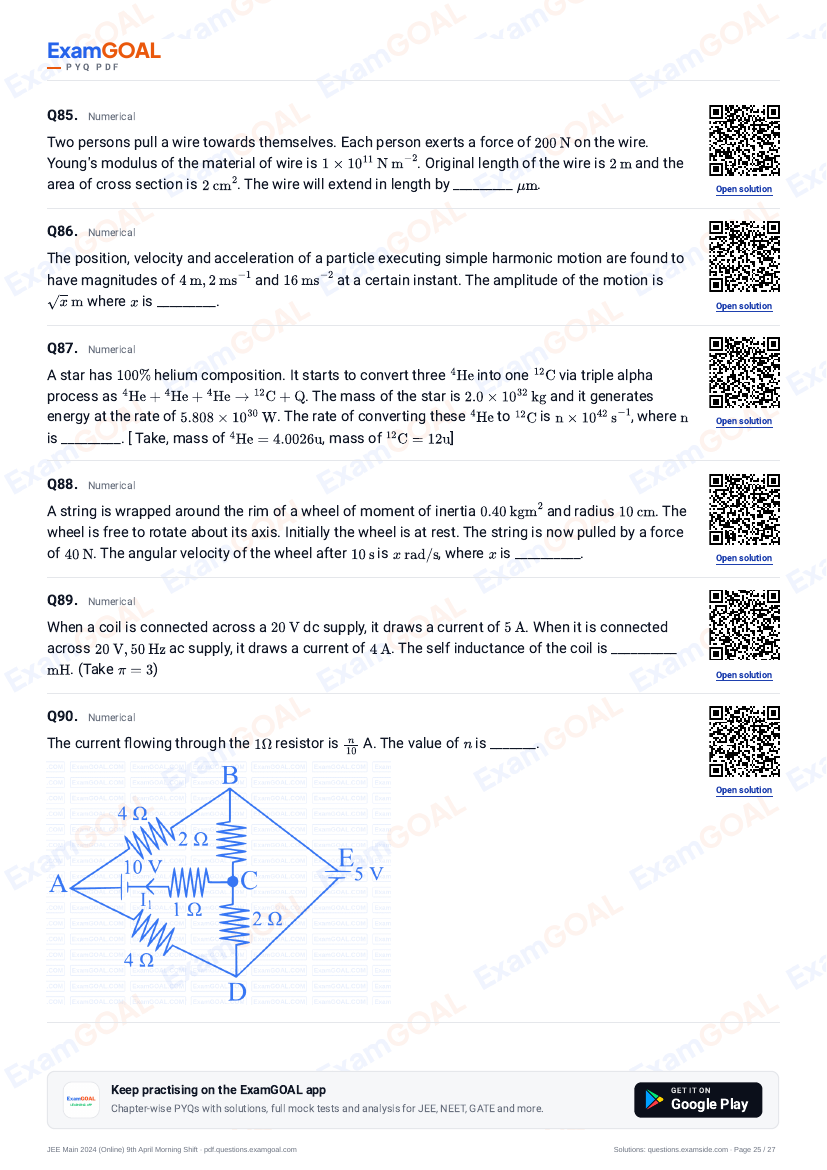 ExamGOAL
PYQ PDF
Q85. Numerical
Two persons pull a wire towards themselves. Each person exerts a force of 200 N on the wire.
Young's modulus of the material of wire is 1 × 10¹¹ N m⁻². Original length of the wire is 2 m and the
area of cross section is 2 cm². The wire will extend in length by _________ μm.
Open solution
Q86. Numerical
The position, velocity and acceleration of a particle executing simple harmonic motion are found to
have magnitudes of 4 m, 2 ms⁻¹ and 16 ms⁻² at a certain instant. The amplitude of the motion is
√x m where x is _________.
Open solution
Q87. Numerical
A star has 100% helium composition. It starts to convert three ⁴He into one ¹²C via triple alpha
process as ⁴He + ⁴He + ⁴He → ¹²C + Q. The mass of the star is 2.0 × 10³² kg and it generates
energy at the rate of 5.808 × 10³⁰ W. The rate of converting these ⁴He to ¹²C is n × 10⁴² s⁻¹, where n
is _________. [ Take, mass of ⁴He = 4.0026u, mass of ¹²C = 12u]
Open solution
Q88. Numerical
A string is wrapped around the rim of a wheel of moment of inertia 0.40 kgm² and radius 10 cm. The
wheel is free to rotate about its axis. Initially the wheel is at rest. The string is now pulled by a force
of 40 N. The angular velocity of the wheel after 10 s is x rad/s, where x is __________.
Open solution
Q89. Numerical
When a coil is connected across a 20 V dc supply, it draws a current of 5 A. When it is connected
across 20 V, 50 Hz ac supply, it draws a current of 4 A. The self inductance of the coil is __________
mH. (Take π = 3)
Open solution
Q90. Numerical
The current flowing through the 1Ω resistor is n/10 A. The value of n is _______.
Open solution
B
4 Ω
2 Ω
10 V
E
5 V
A
C
I₁
1 Ω
2 Ω
4 Ω
D
Keep practising on the ExamGOAL app
Chapter-wise PYQs with solutions, full mock tests and analysis for JEE, NEET, GATE and more.
GET IT ON
Google Play
JEE Main 2024 (Online) 9th April Morning Shift · pdf.questions.examgoal.com
Solutions: questions.examside.com · Page 25 / 27